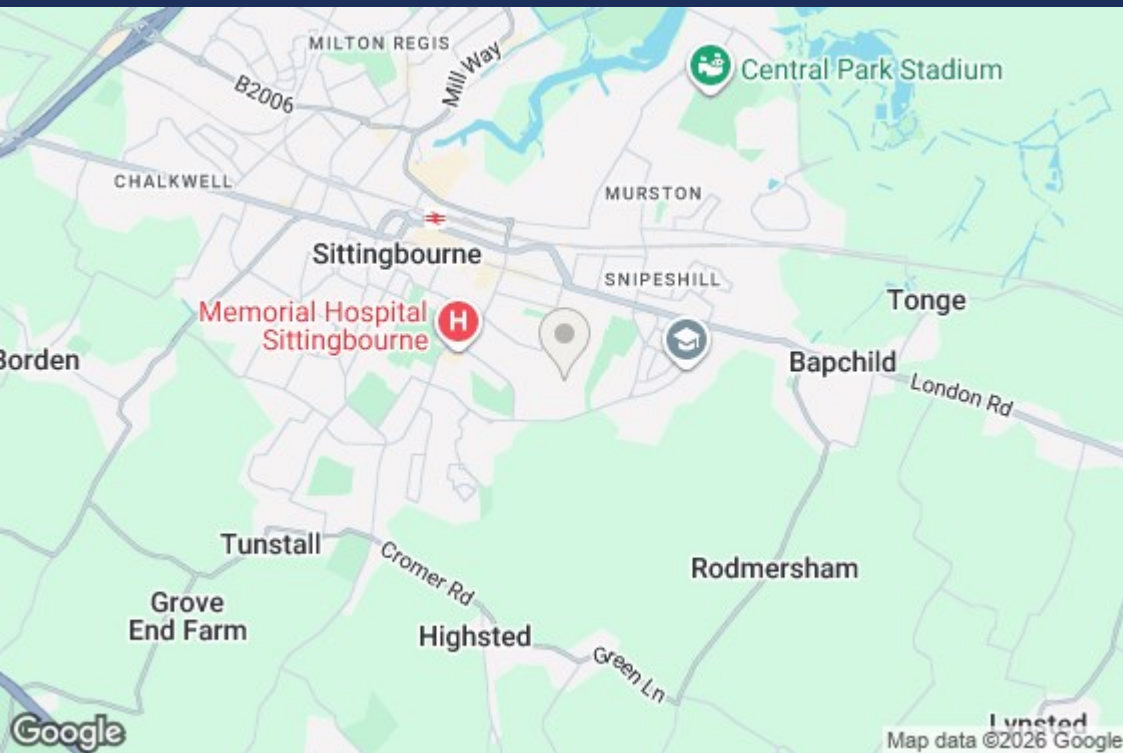 MILTON REGIS
Mill Way
B2006
Central Park Stadium
CHALKWELL
MURSTON
Sittingbourne
SNIPESHILL
Memorial Hospital
Sittingbourne
H
Tonge
Borden
Bapchild
London Rd
Tunstall
Cromer Rd
Rodmersham
Grove
End Farm
Highsted
Green Ln
Lynsted
Google
Map data ©2026 Google